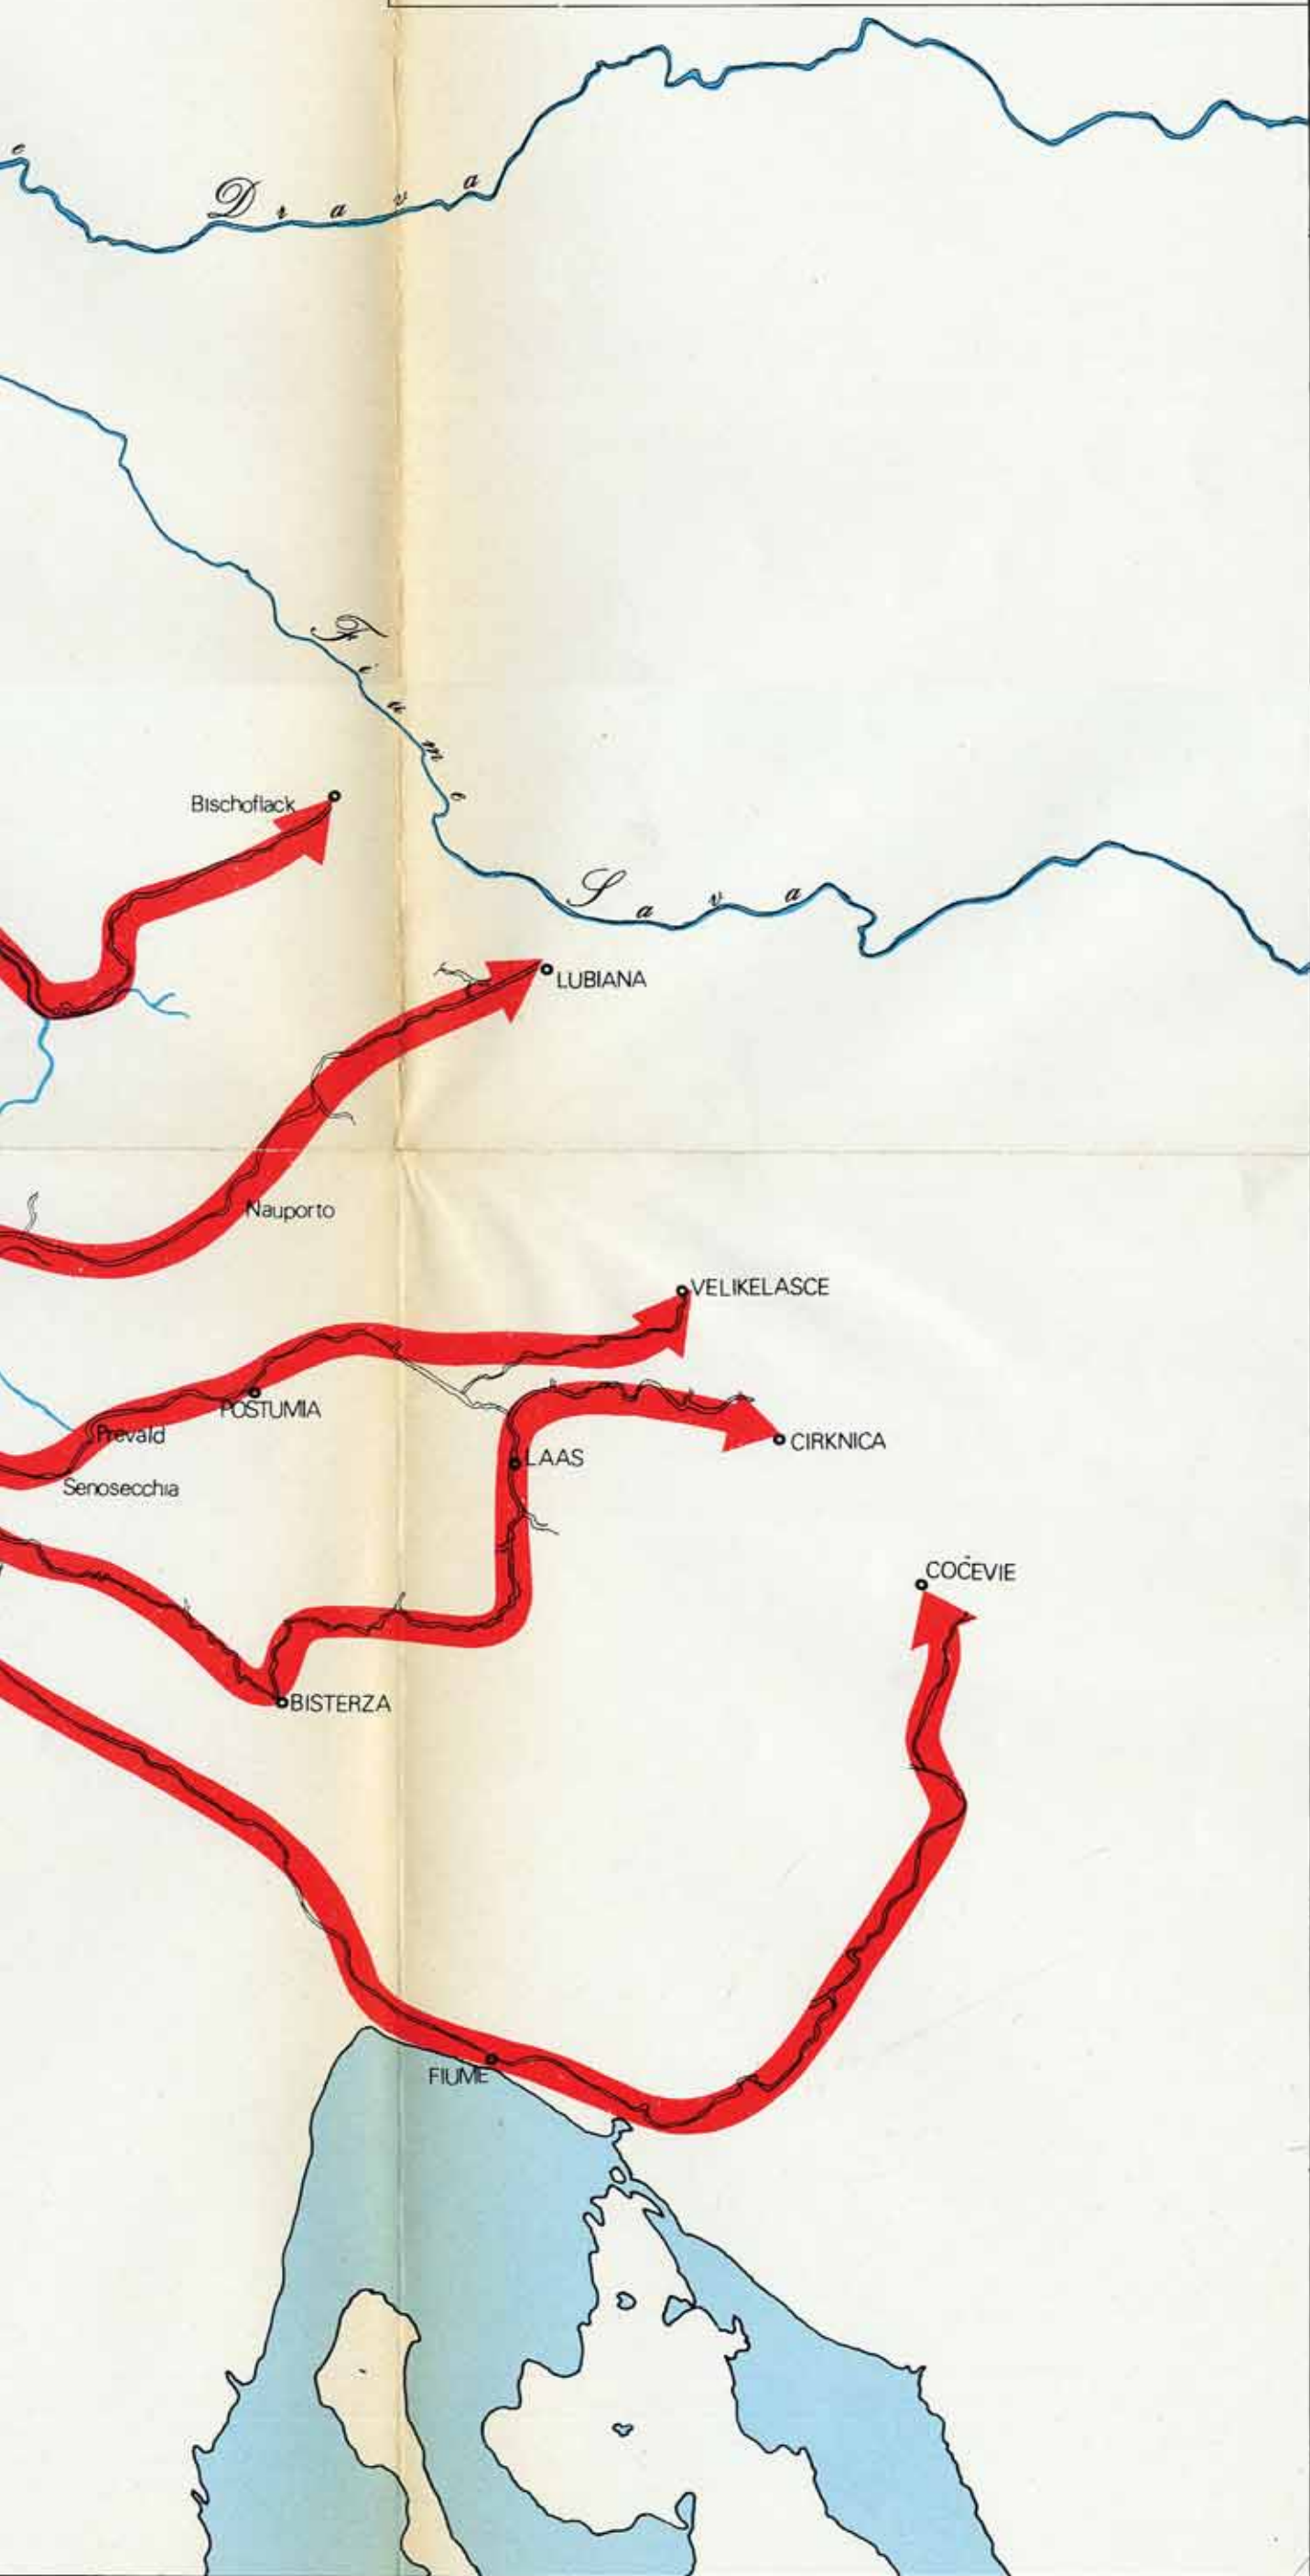 e Drava
Fiume Sava
Bischoflack
LUBIANA
Nauporto
VELIKELASCE
POSTUMIA
Prevald
CIRKNICA
LAAS
Senosecchia
COČEVIE
BISTERZA
FIUME